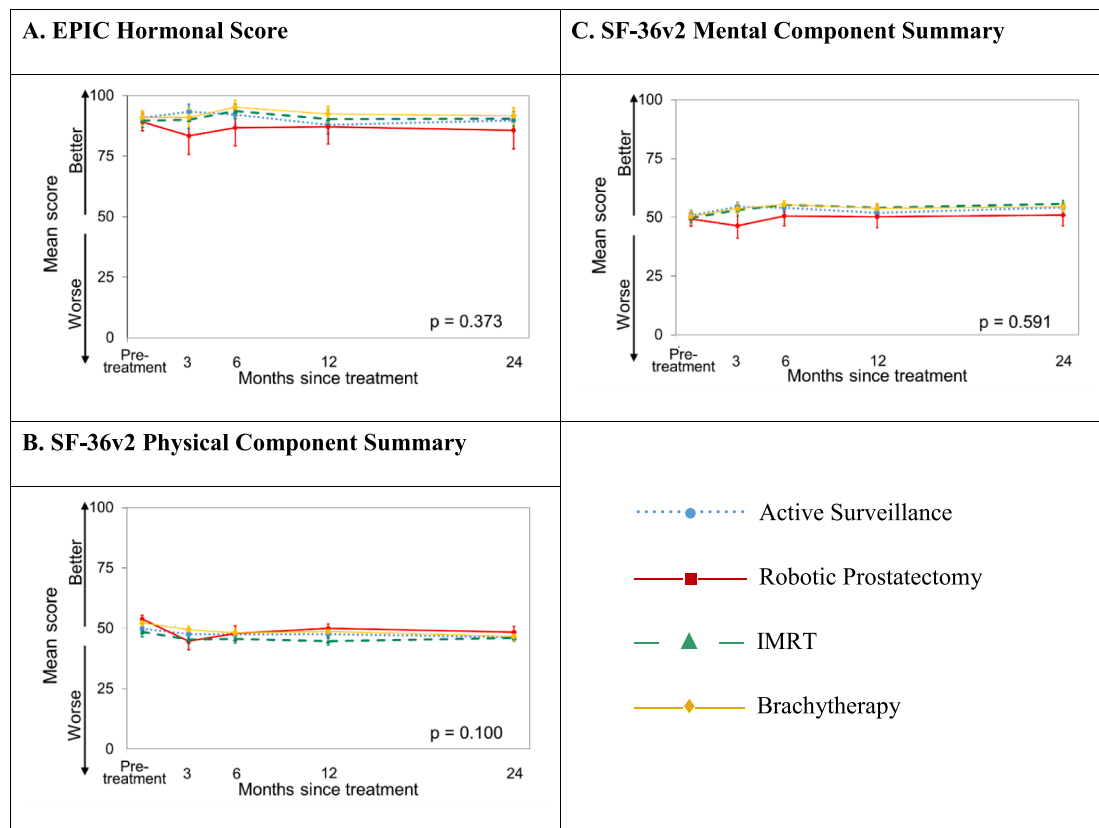 A. EPIC Hormonal Score
100
75
50
25
0
Better
Worse
Mean score
p = 0.373
Pre-
treatment
3
6
12
24
Months since treatment
C. SF-36v2 Mental Component Summary
100
75
50
25
0
Better
Worse
Mean score
p = 0.591
Pre-
treatment
3
6
12
24
Months since treatment
B. SF-36v2 Physical Component Summary
100
75
50
25
0
Better
Worse
Mean score
p = 0.100
Pre-
treatment
3
6
12
24
Months since treatment
Active Surveillance
Robotic Prostatectomy
IMRT
Brachytherapy